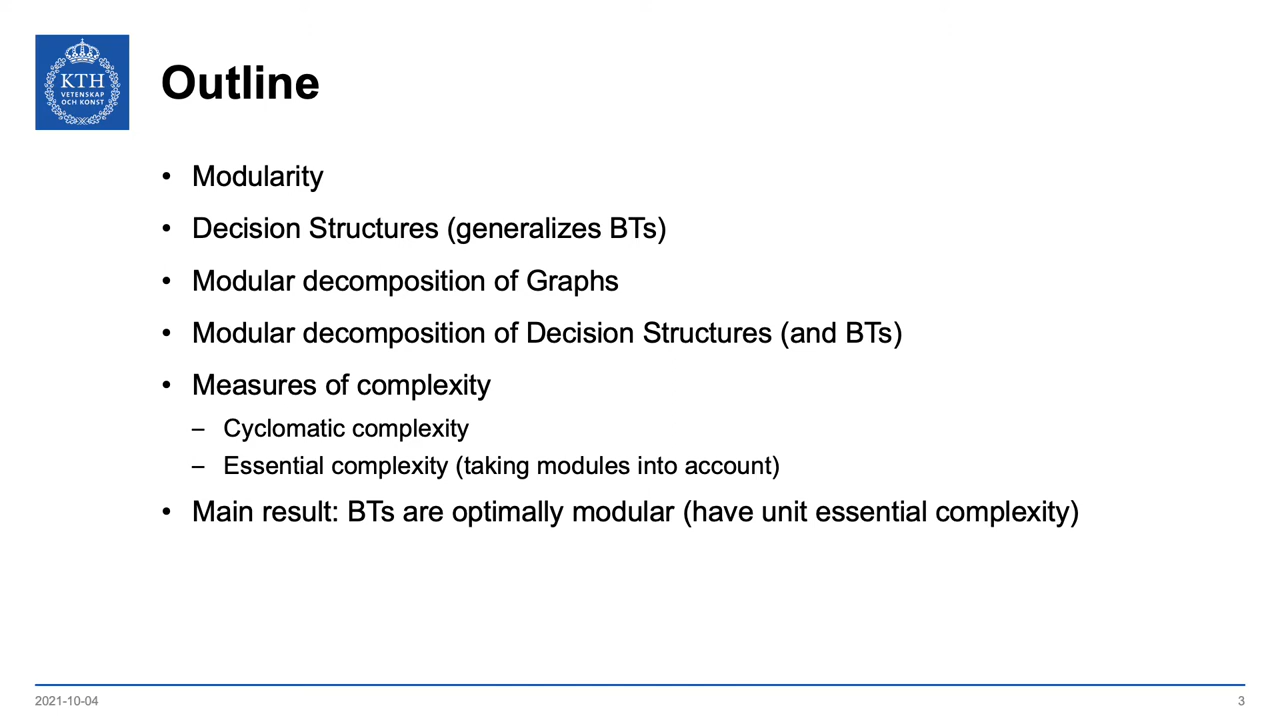 KTH
VETENSKAP
OCH KONST
Outline
• Modularity
• Decision Structures (generalizes BTs)
• Modular decomposition of Graphs
• Modular decomposition of Decision Structures (and BTs)
• Measures of complexity
– Cyclomatic complexity
– Essential complexity (taking modules into account)
• Main result: BTs are optimally modular (have unit essential complexity)
2021-10-04
3